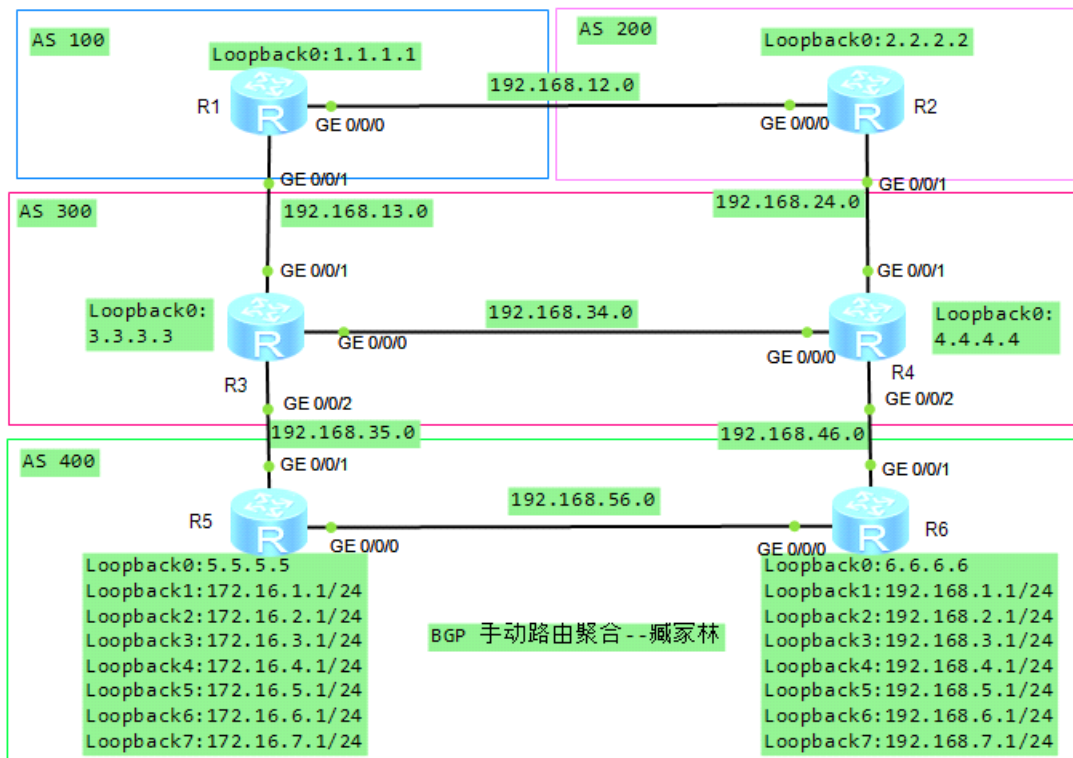 AS 100
AS 200
Loopback0:1.1.1.1
Loopback0:2.2.2.2
192.168.12.0
R1
R
GE 0/0/0
GE 0/0/0
R
R2
GE 0/0/1
GE 0/0/1
AS 300
192.168.13.0
192.168.24.0
GE 0/0/1
GE 0/0/1
Loopback0:
3.3.3.3
192.168.34.0
Loopback0:
4.4.4.4
R
GE 0/0/0
GE 0/0/0
R
R3
R4
GE 0/0/2
GE 0/0/2
192.168.35.0
192.168.46.0
AS 400
GE 0/0/1
GE 0/0/1
192.168.56.0
R5
R
GE 0/0/0
GE 0/0/0
R
R6
Loopback0:5.5.5.5
Loopback1:172.16.1.1/24
Loopback2:172.16.2.1/24
Loopback3:172.16.3.1/24
Loopback4:172.16.4.1/24
Loopback5:172.16.5.1/24
Loopback6:172.16.6.1/24
Loopback7:172.16.7.1/24
BGP 手动路由聚合--臧冢林
Loopback0:6.6.6.6
Loopback1:192.168.1.1/24
Loopback2:192.168.2.1/24
Loopback3:192.168.3.1/24
Loopback4:192.168.4.1/24
Loopback5:192.168.5.1/24
Loopback6:192.168.6.1/24
Loopback7:192.168.7.1/24